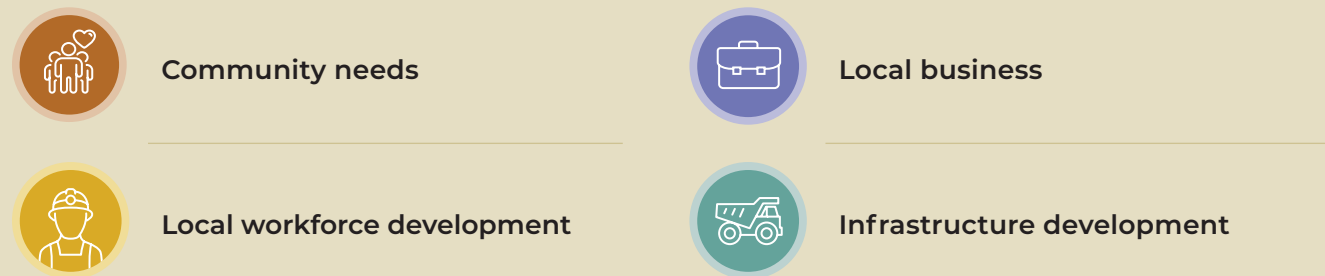 Community needs
Local business
Local workforce development
Infrastructure development